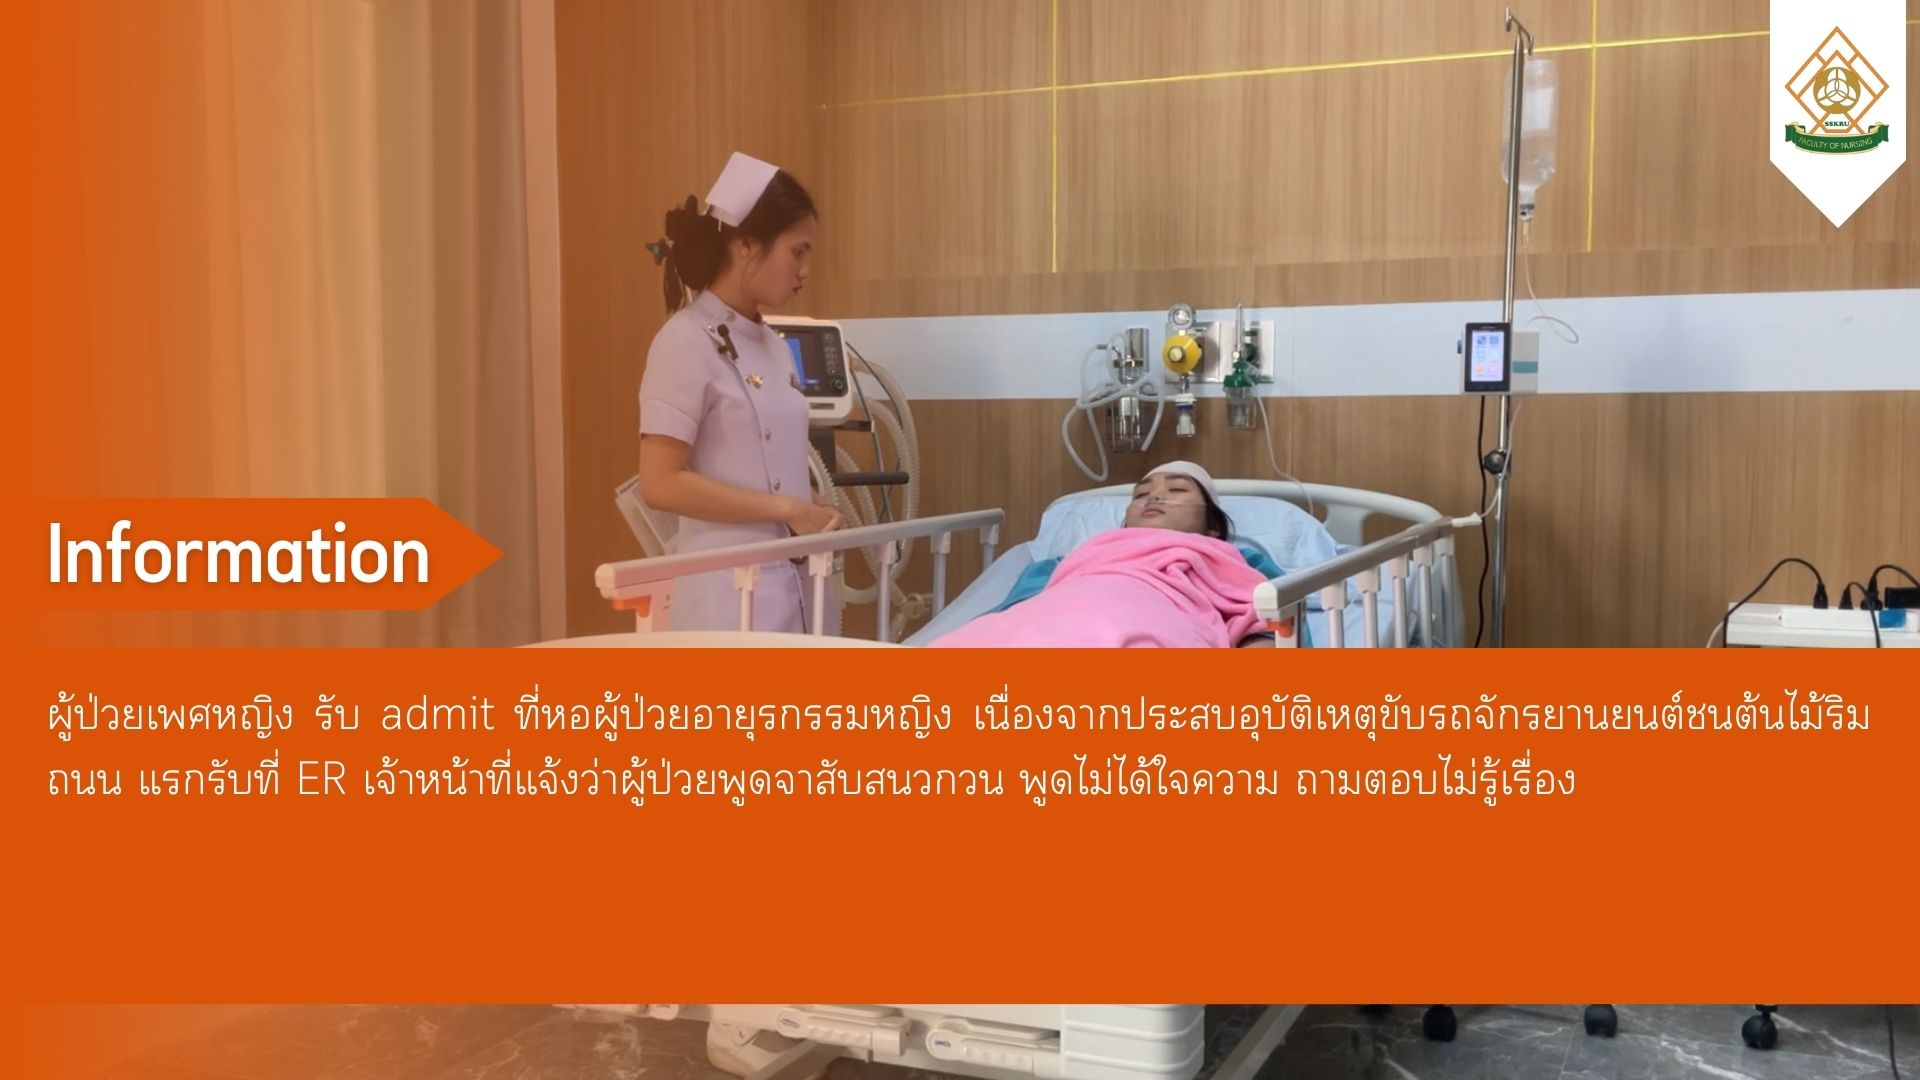 SSKRU
FACULTY OF NURSING
Information
ผู้ป่วยเพศหญิง รับ admit ที่หอผู้ป่วยอายุรกรรมหญิง เนื่องจากประสบอุบัติเหตุขับรถจักรยานยนต์ชนต้นไม้ริม
ถนน แรกรับที่ ER เจ้าหน้าที่แจ้งว่าผู้ป่วยพูดจาสับสนวกวน พูดไม่ได้ใจความ ถามตอบไม่รู้เรื่อง